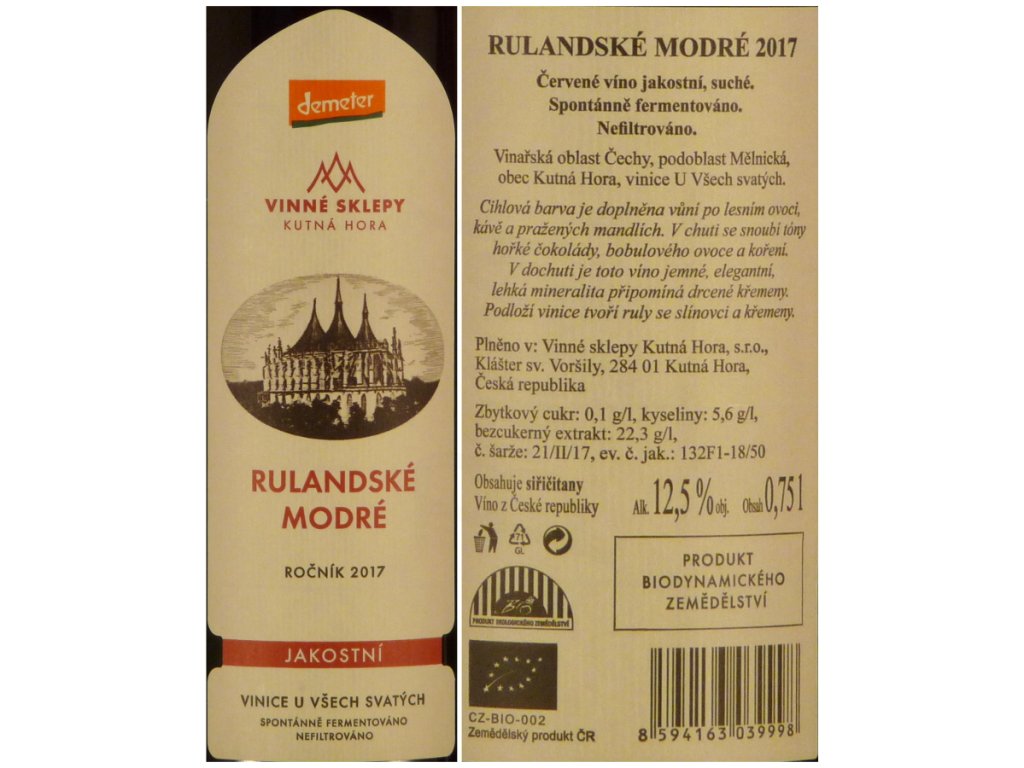 demeter
VINNÉ SKLEPY
KUTNÁ HORA
RULANDSKÉ
MODRÉ
ROČNÍK 2017
JAKOSTNÍ
VINICE U VŠECH SVATÝCH
SPONTÁNNĚ FERMENTOVÁNO
NEFILTROVÁNO
RULANDSKÉ MODRÉ 2017
Červené víno jakostní, suché.
Spontánně fermentováno.
Nefiltrováno.
Vinařská oblast Čechy, podoblast Mělnická,
obec Kutná Hora, vinice U Všech svatých.
Cihlová barva je doplněna vůní po lesním ovoci,
kávě a pražených mandlích. V chuti se snoubí tóny
hořké čokolády, bobulového ovoce a koření.
V dochuti je toto víno jemné, elegantní,
lehká mineralita připomíná drcené křemeny.
Podloží vinice tvoří ruly se slínovci a křemeny.
Plněno v: Vinné sklepy Kutná Hora, s.r.o.,
Klášter sv. Voršily, 284 01 Kutná Hora,
Česká republika
Zbytkový cukr: 0,1 g/l, kyseliny: 5,6 g/l,
bezcukerný extrakt: 22,3 g/l,
č. šarže: 21/II/17, ev. č. jak.: 132F1-18/50
Obsahuje siřičitany
Víno z České republiky
Alk. 12,5 % obj. Obsah 0,75 l
71
GL
PRODUKT
BIODYNAMICKÉHO
ZEMĚDĚLSTVÍ
BIO
PRODUKT EKOLOGICKÉHO ZEMĚDĚLSTVÍ
CZ-BIO-002
Zemědělský produkt ČR
8 594163 039998